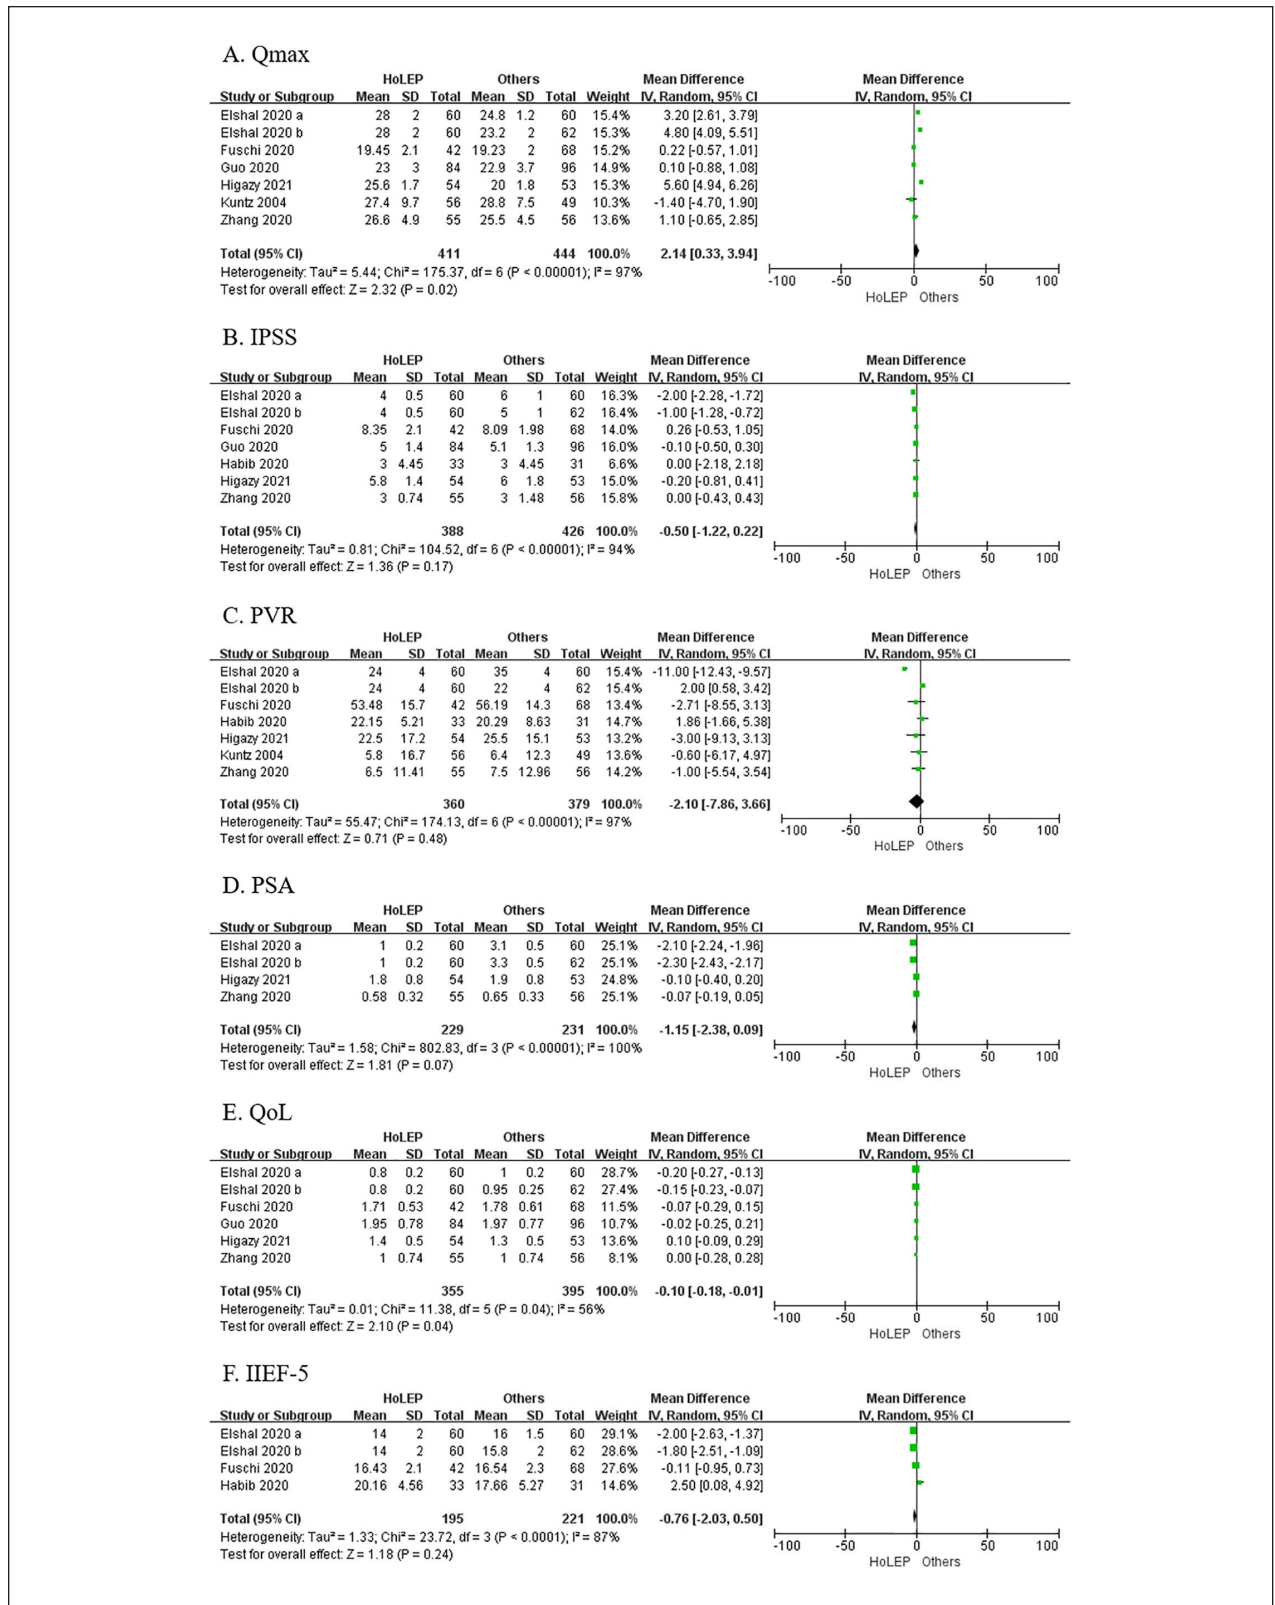 A. Qmax
HoLEP Others Mean Difference Mean Difference
Study or Subgroup Mean SD Total Mean SD Total Weight IV, Random, 95% CI IV, Random, 95% CI
Elshal 2020 a 28 2 60 24.8 1.2 60 15.4% 3.20 [2.61, 3.79]
Elshal 2020 b 28 2 60 23.2 2 62 15.3% 4.80 [4.09, 5.51]
Fuschi 2020 19.45 2.1 42 19.23 2 68 15.2% 0.22 [-0.57, 1.01]
Guo 2020 23 3 84 22.9 3.7 96 14.9% 0.10 [-0.88, 1.08]
Higazy 2021 25.6 1.7 54 20 1.8 53 15.3% 5.60 [4.94, 6.26]
Kuntz 2004 27.4 9.7 56 28.8 7.5 49 10.3% -1.40 [-4.70, 1.90]
Zhang 2020 26.6 4.9 55 25.5 4.5 56 13.6% 1.10 [-0.65, 2.85]
Total (95% CI) 411 444 100.0% 2.14 [0.33, 3.94]
Heterogeneity: Tau² = 5.44; Chi² = 175.37, df = 6 (P < 0.00001); I² = 97%
Test for overall effect: Z = 2.32 (P = 0.02)
-100 -50 0 50 100
HoLEP Others
B. IPSS
HoLEP Others Mean Difference Mean Difference
Study or Subgroup Mean SD Total Mean SD Total Weight IV, Random, 95% CI IV, Random, 95% CI
Elshal 2020 a 4 0.5 60 6 1 60 16.3% -2.00 [-2.28, -1.72]
Elshal 2020 b 4 0.5 60 5 1 62 16.4% -1.00 [-1.28, -0.72]
Fuschi 2020 8.35 2.1 42 8.09 1.98 68 14.0% 0.26 [-0.53, 1.05]
Guo 2020 5 1.4 84 5.1 1.3 96 16.0% -0.10 [-0.50, 0.30]
Habib 2020 3 4.45 33 3 4.45 31 6.6% 0.00 [-2.18, 2.18]
Higazy 2021 5.8 1.4 54 6 1.8 53 15.0% -0.20 [-0.81, 0.41]
Zhang 2020 3 0.74 55 3 1.48 56 15.8% 0.00 [-0.43, 0.43]
Total (95% CI) 388 426 100.0% -0.50 [-1.22, 0.22]
Heterogeneity: Tau² = 0.81; Chi² = 104.52, df = 6 (P < 0.00001); I² = 94%
Test for overall effect: Z = 1.36 (P = 0.17)
-100 -50 0 50 100
HoLEP Others
C. PVR
HoLEP Others Mean Difference Mean Difference
Study or Subgroup Mean SD Total Mean SD Total Weight IV, Random, 95% CI IV, Random, 95% CI
Elshal 2020 a 24 4 60 35 4 60 15.4% -11.00 [-12.43, -9.57]
Elshal 2020 b 24 4 60 22 4 62 15.4% 2.00 [0.58, 3.42]
Fuschi 2020 53.48 15.7 42 56.19 14.3 68 13.4% -2.71 [-8.55, 3.13]
Habib 2020 22.15 5.21 33 20.29 8.63 31 14.7% 1.86 [-1.66, 5.38]
Higazy 2021 22.5 17.2 54 25.5 15.1 53 13.2% -3.00 [-9.13, 3.13]
Kuntz 2004 5.8 16.7 56 6.4 12.3 49 13.6% -0.60 [-6.17, 4.97]
Zhang 2020 6.5 11.41 55 7.5 12.96 56 14.2% -1.00 [-5.54, 3.54]
Total (95% CI) 360 379 100.0% -2.10 [-7.86, 3.66]
Heterogeneity: Tau² = 55.47; Chi² = 174.13, df = 6 (P < 0.00001); I² = 97%
Test for overall effect: Z = 0.71 (P = 0.48)
-100 -50 0 50 100
HoLEP Others
D. PSA
HoLEP Others Mean Difference Mean Difference
Study or Subgroup Mean SD Total Mean SD Total Weight IV, Random, 95% CI IV, Random, 95% CI
Elshal 2020 a 1 0.2 60 3.1 0.5 60 25.1% -2.10 [-2.24, -1.96]
Elshal 2020 b 1 0.2 60 3.3 0.5 62 25.1% -2.30 [-2.43, -2.17]
Higazy 2021 1.8 0.8 54 1.9 0.8 53 24.8% -0.10 [-0.40, 0.20]
Zhang 2020 0.58 0.32 55 0.65 0.33 56 25.1% -0.07 [-0.19, 0.05]
Total (95% CI) 229 231 100.0% -1.15 [-2.38, 0.09]
Heterogeneity: Tau² = 1.58; Chi² = 802.83, df = 3 (P < 0.00001); I² = 100%
Test for overall effect: Z = 1.81 (P = 0.07)
-100 -50 0 50 100
HoLEP Others
E. QoL
HoLEP Others Mean Difference Mean Difference
Study or Subgroup Mean SD Total Mean SD Total Weight IV, Random, 95% CI IV, Random, 95% CI
Elshal 2020 a 0.8 0.2 60 1 0.2 60 28.7% -0.20 [-0.27, -0.13]
Elshal 2020 b 0.8 0.2 60 0.95 0.25 62 27.4% -0.15 [-0.23, -0.07]
Fuschi 2020 1.71 0.53 42 1.78 0.61 68 11.5% -0.07 [-0.29, 0.15]
Guo 2020 1.95 0.78 84 1.97 0.77 96 10.7% -0.02 [-0.25, 0.21]
Higazy 2021 1.4 0.5 54 1.3 0.5 53 13.6% 0.10 [-0.09, 0.29]
Zhang 2020 1 0.74 55 1 0.74 56 8.1% 0.00 [-0.28, 0.28]
Total (95% CI) 355 395 100.0% -0.10 [-0.18, -0.01]
Heterogeneity: Tau² = 0.01; Chi² = 11.38, df = 5 (P = 0.04); I² = 56%
Test for overall effect: Z = 2.10 (P = 0.04)
-100 -50 0 50 100
HoLEP Others
F. IIEF-5
HoLEP Others Mean Difference Mean Difference
Study or Subgroup Mean SD Total Mean SD Total Weight IV, Random, 95% CI IV, Random, 95% CI
Elshal 2020 a 14 2 60 16 1.5 60 29.1% -2.00 [-2.63, -1.37]
Elshal 2020 b 14 2 60 15.8 2 62 28.6% -1.80 [-2.51, -1.09]
Fuschi 2020 16.43 2.1 42 16.54 2.3 68 27.6% -0.11 [-0.95, 0.73]
Habib 2020 20.16 4.56 33 17.66 5.27 31 14.6% 2.50 [0.08, 4.92]
Total (95% CI) 195 221 100.0% -0.76 [-2.03, 0.50]
Heterogeneity: Tau² = 1.33; Chi² = 23.72, df = 3 (P < 0.0001); I² = 87%
Test for overall effect: Z = 1.18 (P = 0.24)
-100 -50 0 50 100
HoLEP Others